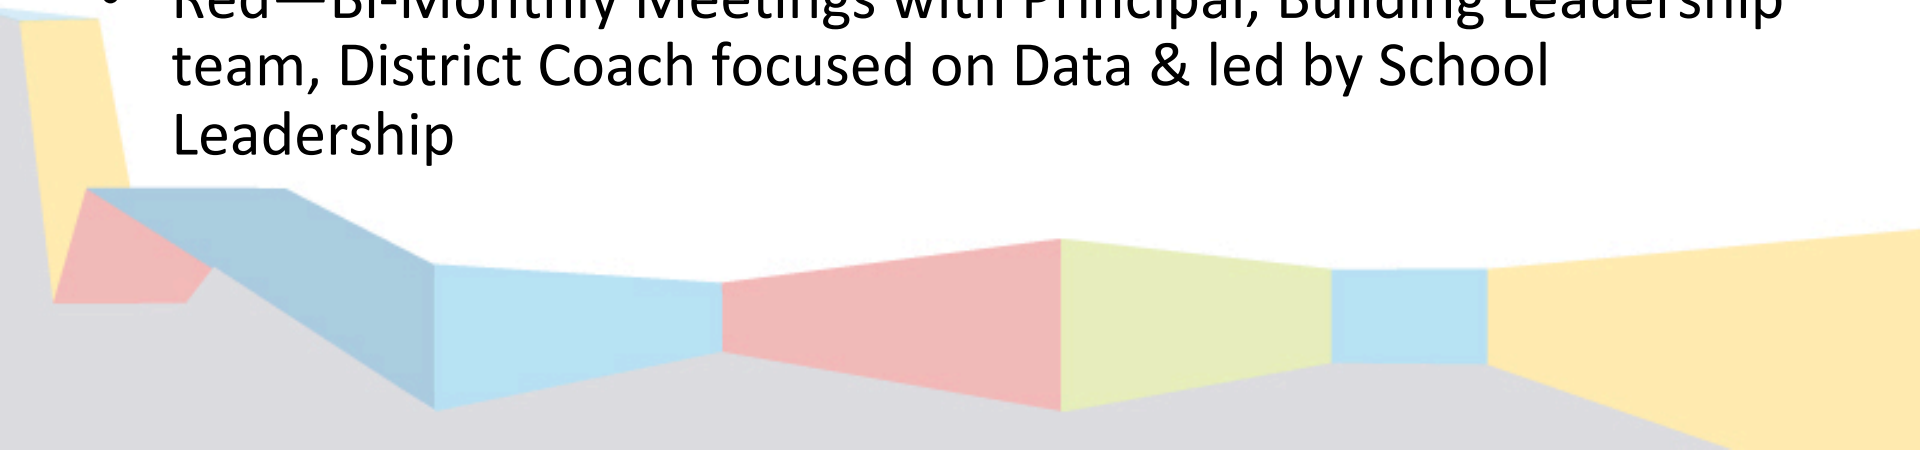 • Red—Bi-Monthly Meetings with Principal, Building Leadership
team, District Coach focused on Data & led by School
Leadership